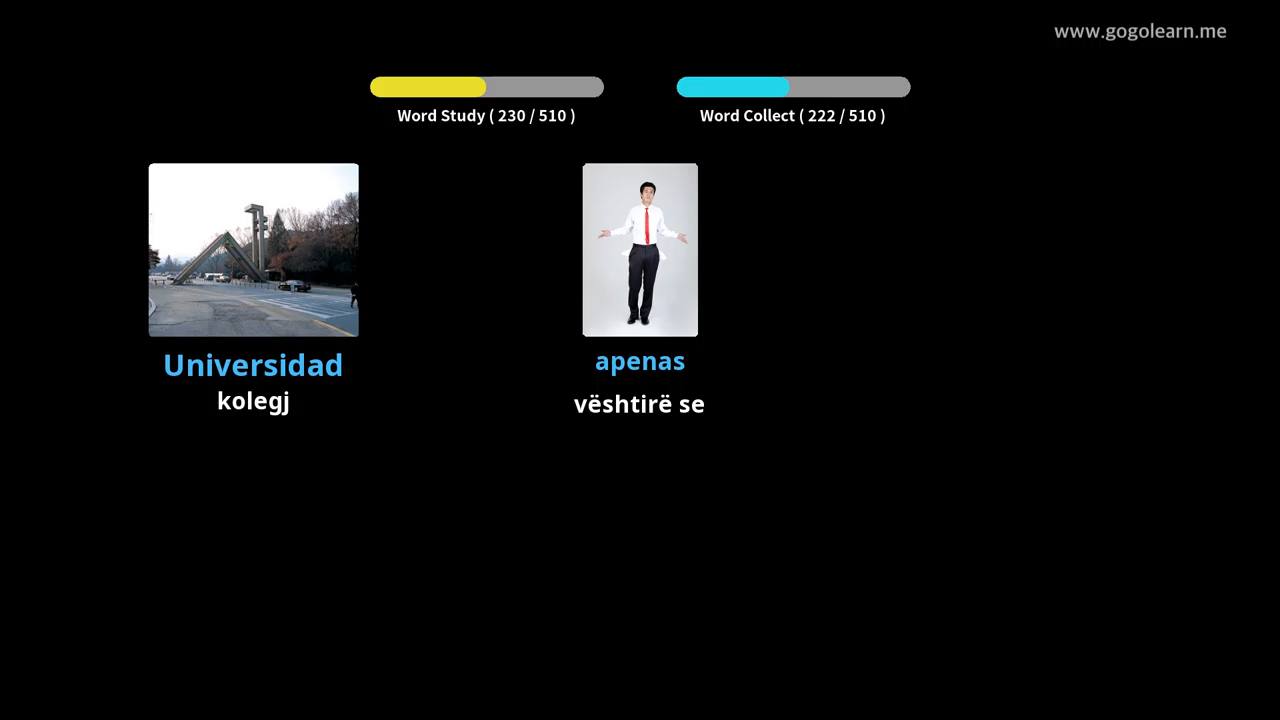 www.gogolearn.me
Word Study ( 230 / 510 )
Word Collect ( 222 / 510 )
Universidad
kolegj
apenas
vështirë se